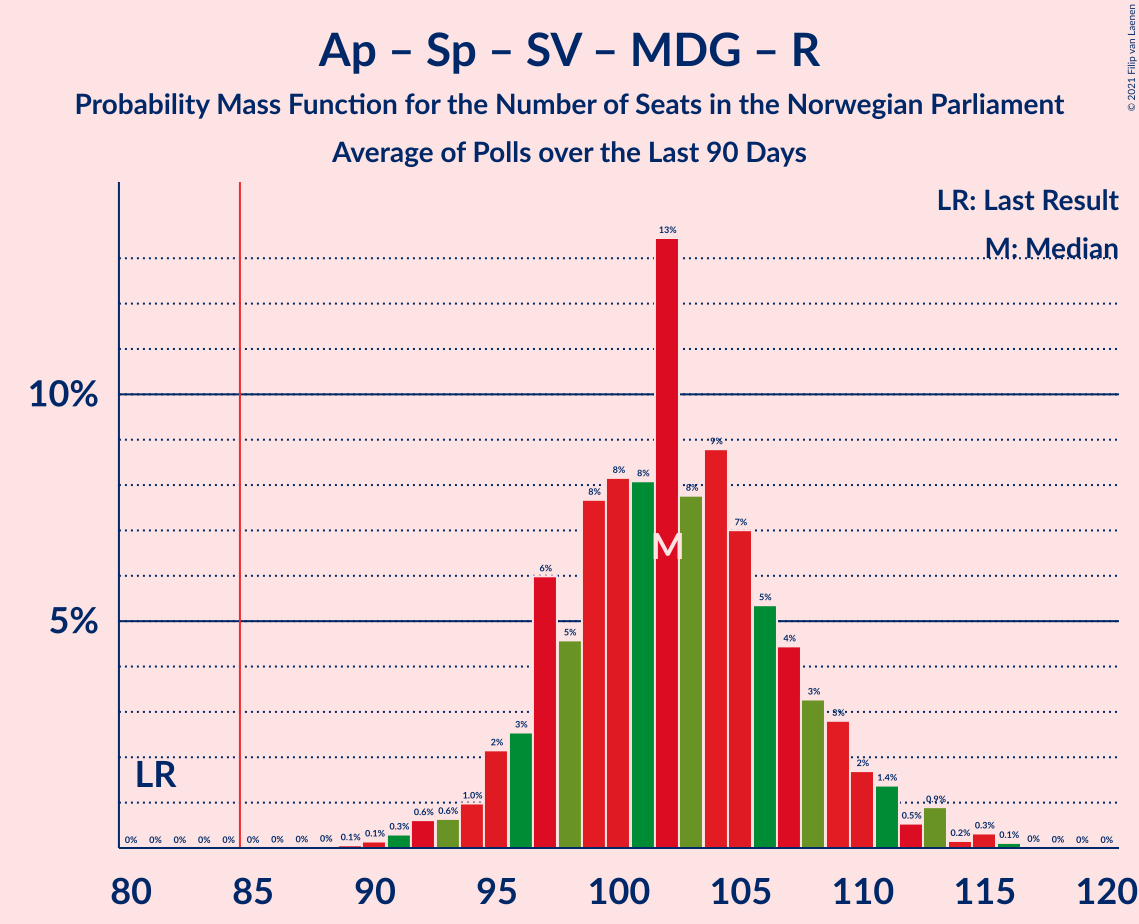 Ap – Sp – SV – MDG – R
Probability Mass Function for the Number of Seats in the Norwegian Parliament
Average of Polls over the Last 90 Days
© 2021 Filip van Laenen
LR: Last Result
M: Median
13%
10%
9%
8% 8% 8% 8%
7%
M
6%
5%
5% 5%
4%
3% 3% 3%
2% 2%
LR
1.0% 1.4%
0.6% 0.6% 0.5% 0.9%
0% 0% 0% 0% 0% 0% 0% 0% 0% 0.1% 0.1% 0.3% 0.2% 0.3% 0.1% 0% 0% 0% 0%
80 85 90 95 100 105 110 115 120